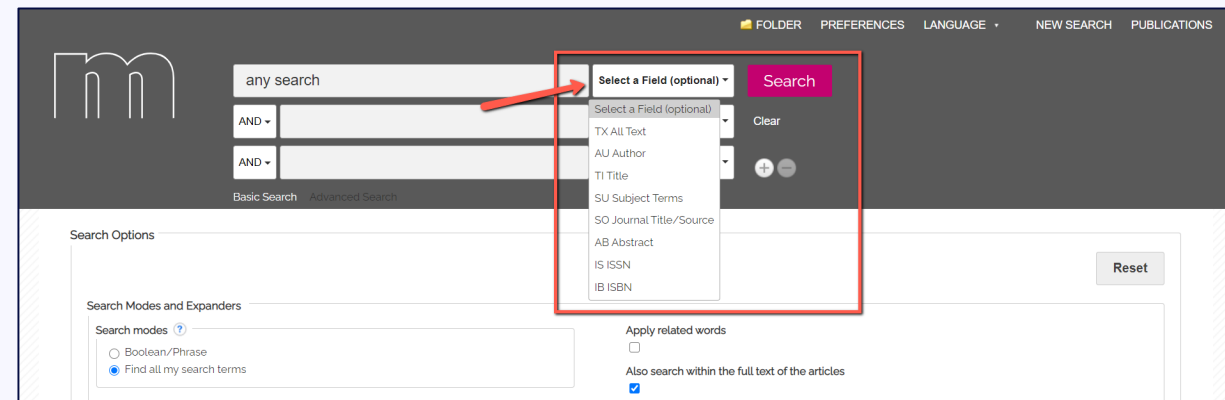 FOLDER PREFERENCES LANGUAGE NEW SEARCH PUBLICATIONS
m
any search Select a Field (optional) Search
Select a Field (optional)
AND Clear
TX All Text
AU Author
AND
TI Title
Basic Search Advanced Search
SU Subject Terms
SO Journal Title/Source
AB Abstract
IS ISSN
IB ISBN
Search Options
Reset
Search Modes and Expanders
Search modes ?
Boolean/Phrase
Find all my search terms
Apply related words
Also search within the full text of the articles